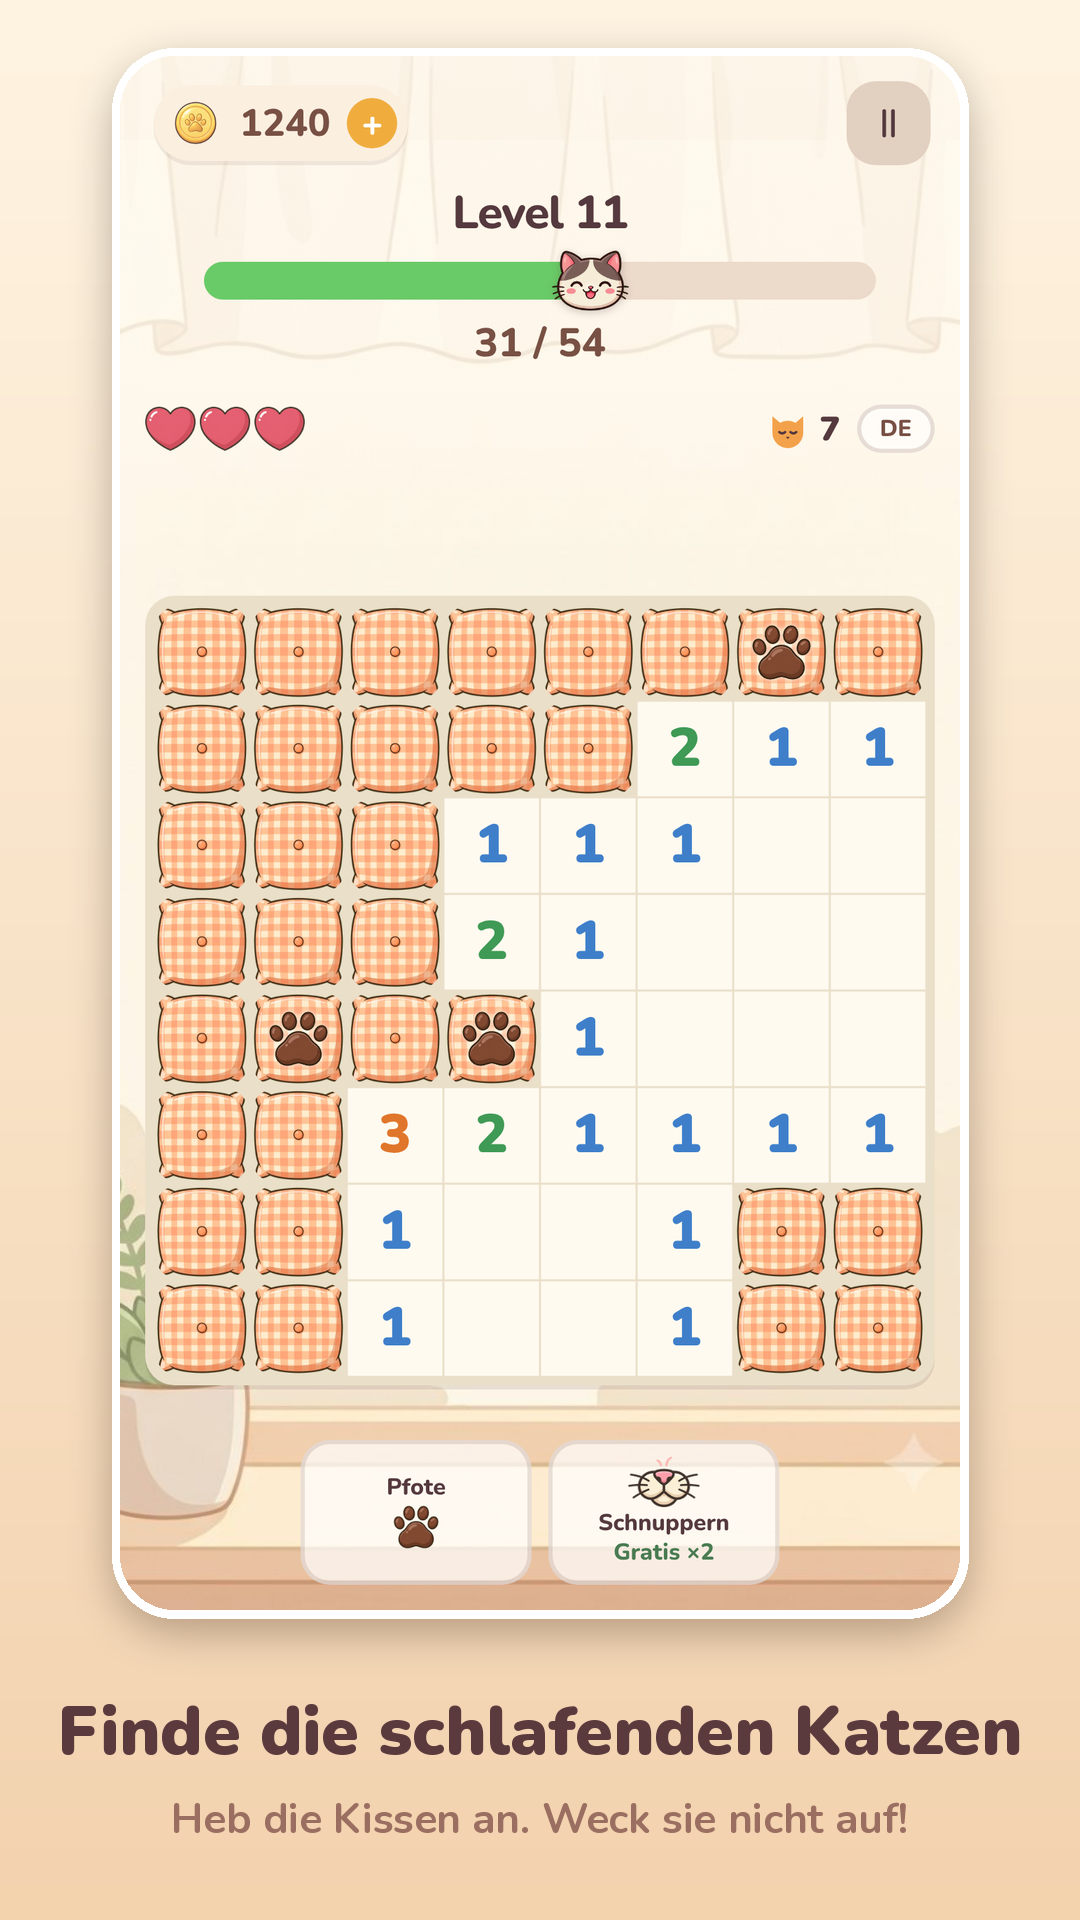 1240 +
Level 11
31 / 54
7 DE
2 1 1
1 1 1
2 1
1
3 2 1 1 1 1
1 1
1 1
Pfote
Schnuppern
Gratis ×2
Finde die schlafenden Katzen
Heb die Kissen an. Weck sie nicht auf!